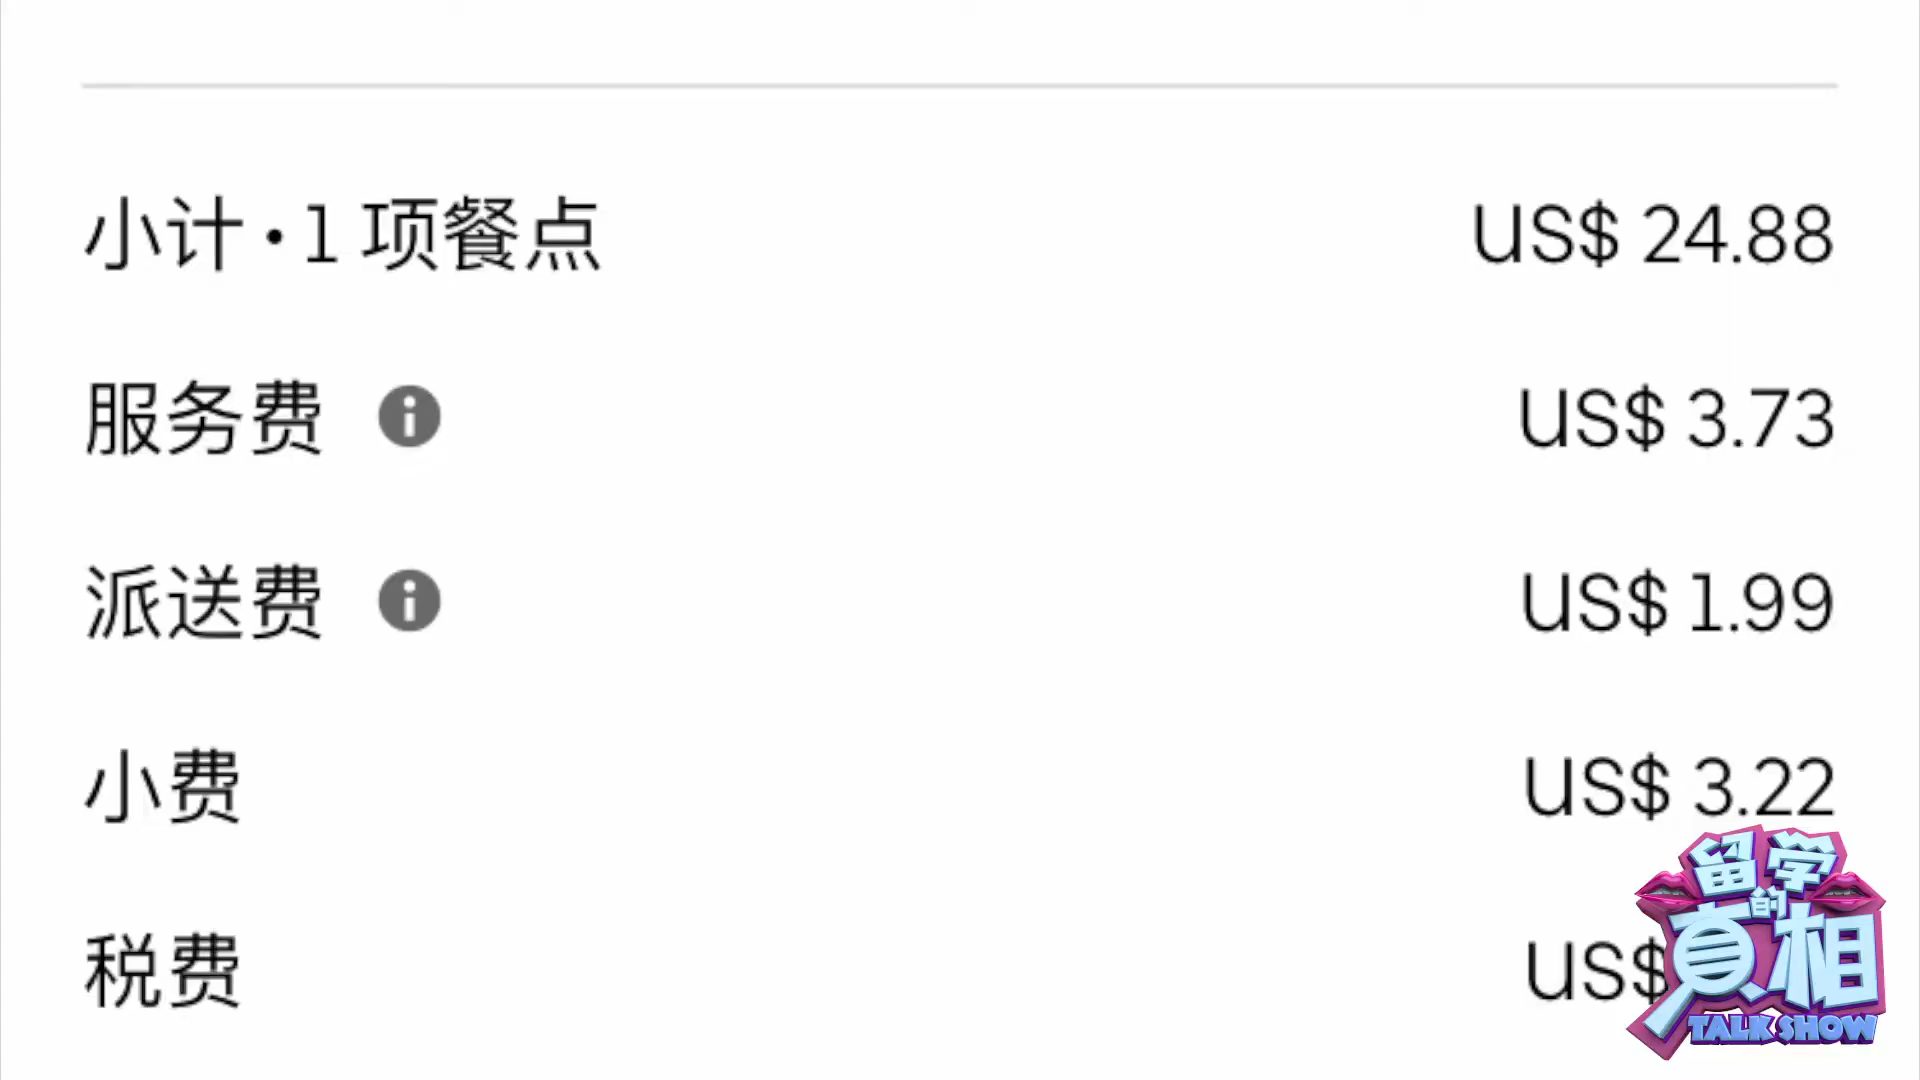 小计·1 项餐点 US$ 24.88
服务费 US$ 3.73
派送费 US$ 1.99
小费 US$ 3.22
税费 US$
留学的真相
TALK SHOW